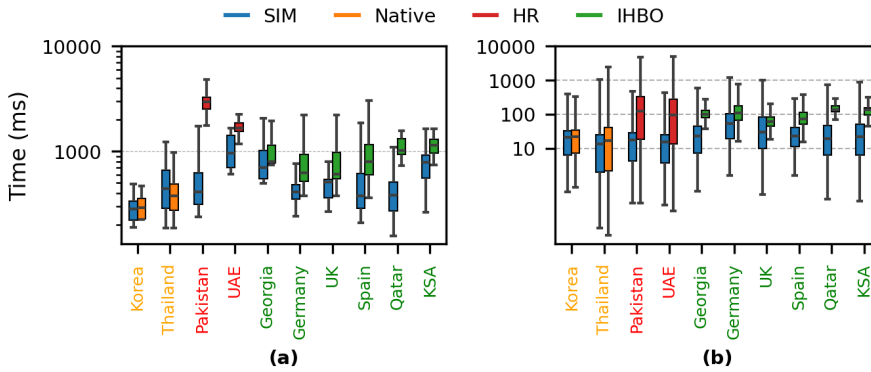 SIM Native HR IHBO
Time (ms)
10000
1000
Korea
Thailand
Pakistan
UAE
Georgia
Germany
UK
Spain
Qatar
KSA
(a)
10000
1000
100
10
Korea
Thailand
Pakistan
UAE
Georgia
Germany
UK
Spain
Qatar
KSA
(b)